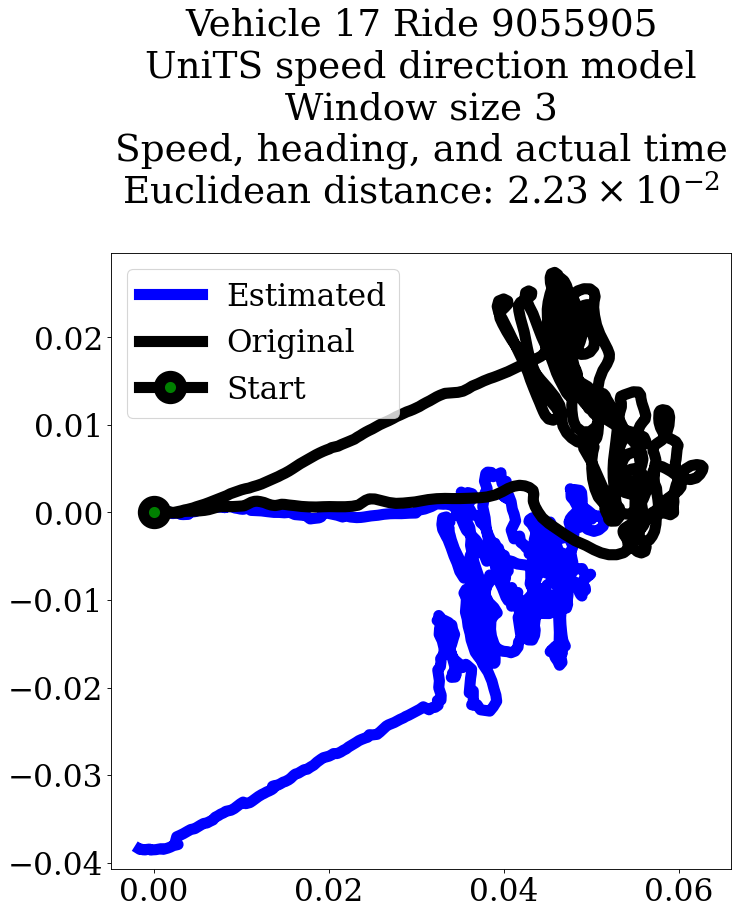 Vehicle 17 Ride 9055905
UniTS speed direction model
Window size 3
Speed, heading, and actual time
Euclidean distance: 2.23 × 10⁻²
Estimated
Original
Start
0.02
0.01
0.00
−0.01
−0.02
−0.03
−0.04
0.00 0.02 0.04 0.06